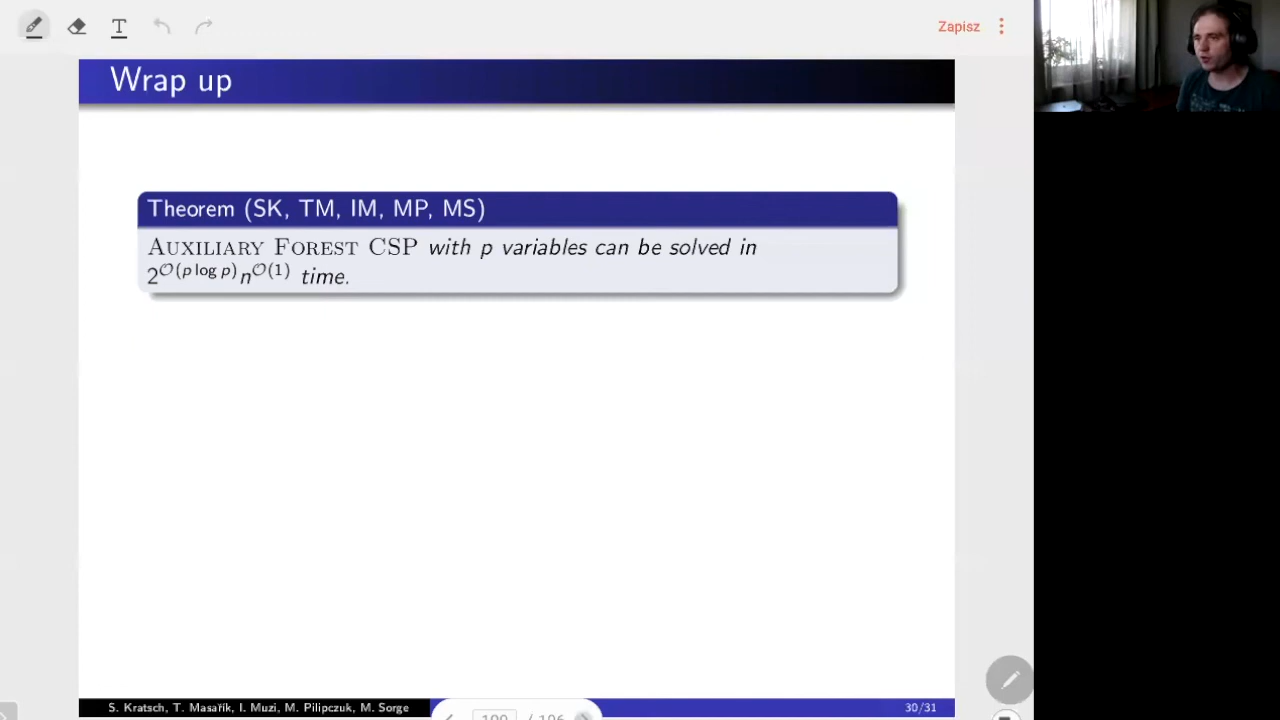 T
Zapisz
Wrap up
Theorem (SK, TM, IM, MP, MS)
Auxiliary Forest CSP with p variables can be solved in
2^O(p log p) n^O(1) time.
S. Kratsch, T. Masařík, I. Muzi, M. Pilipczuk, M. Sorge
30/31